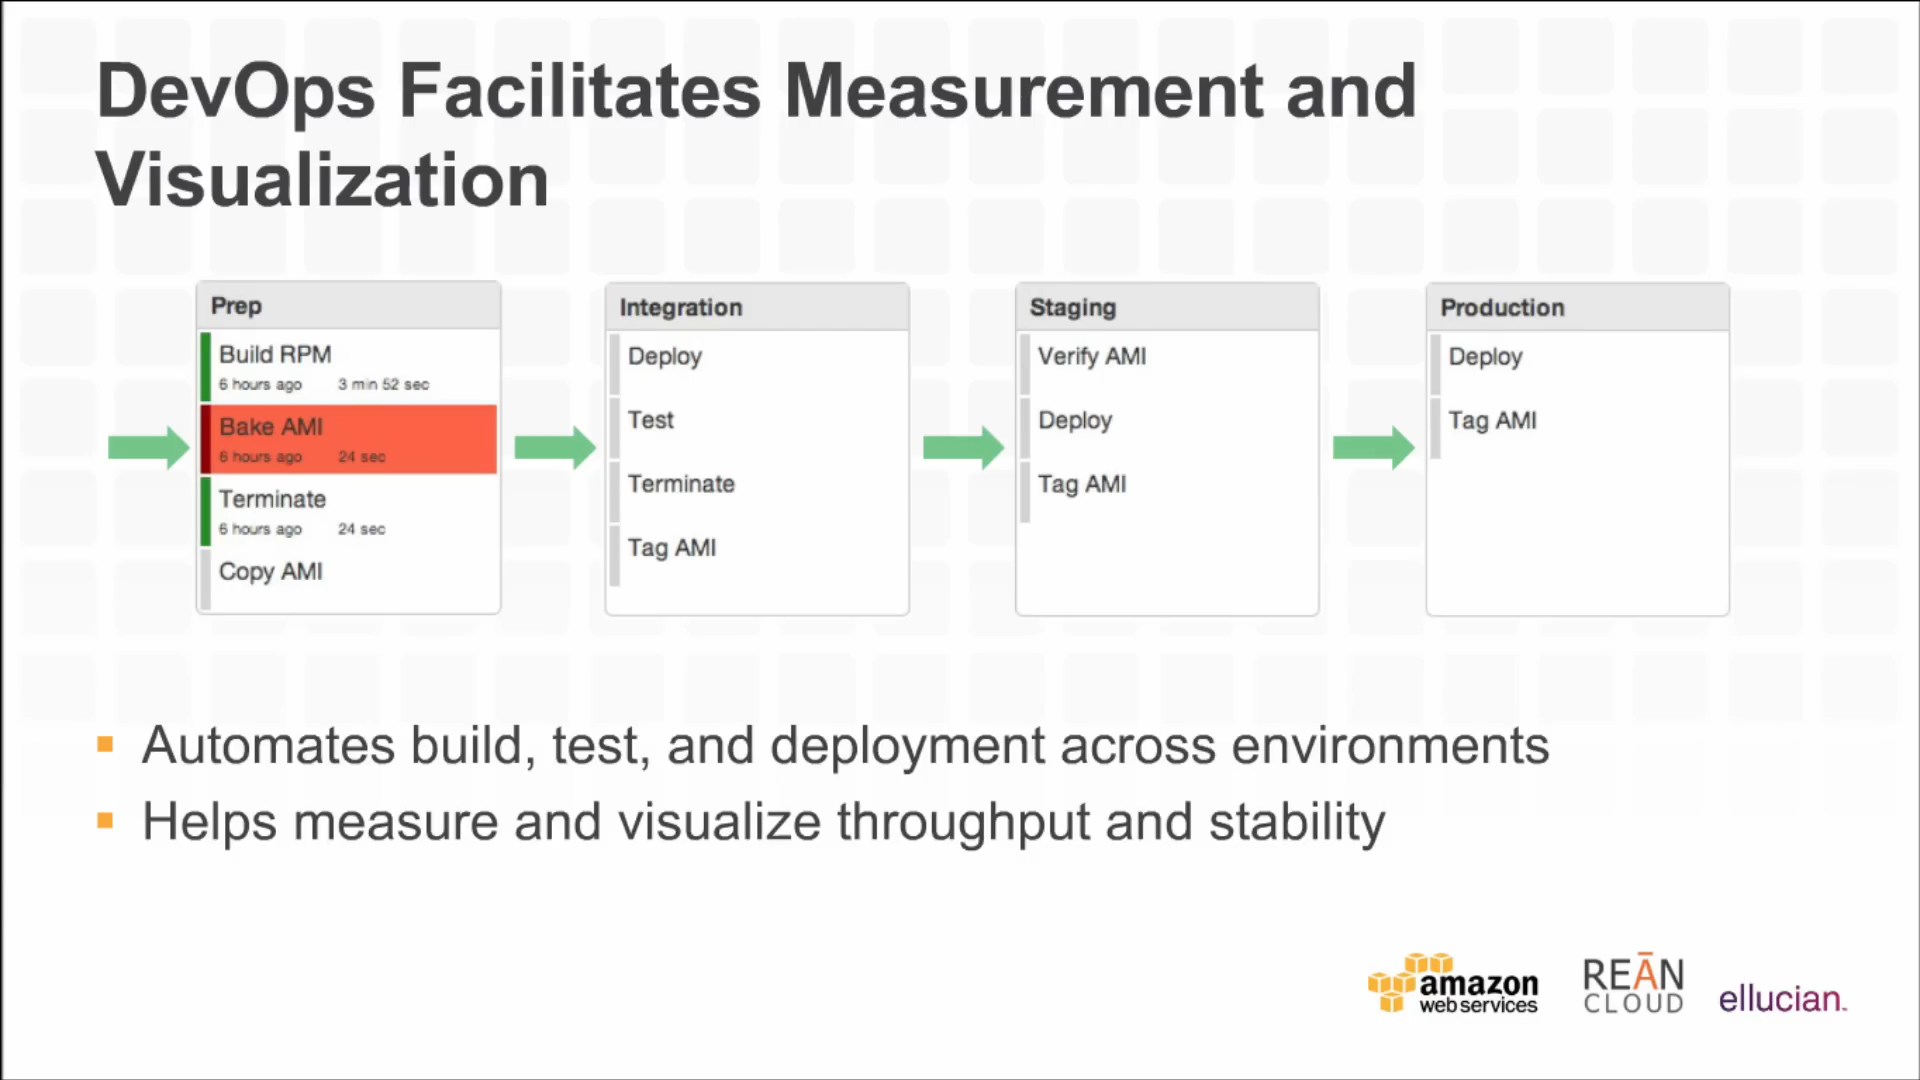 DevOps Facilitates Measurement and
Visualization
Prep
Build RPM
6 hours ago 3 min 52 sec
Bake AMI
6 hours ago 24 sec
Terminate
6 hours ago 24 sec
Copy AMI
Integration
Deploy
Test
Terminate
Tag AMI
Staging
Verify AMI
Deploy
Tag AMI
Production
Deploy
Tag AMI
Automates build, test, and deployment across environments
Helps measure and visualize throughput and stability
amazon
webservices
REĀN
CLOUD
ellucian